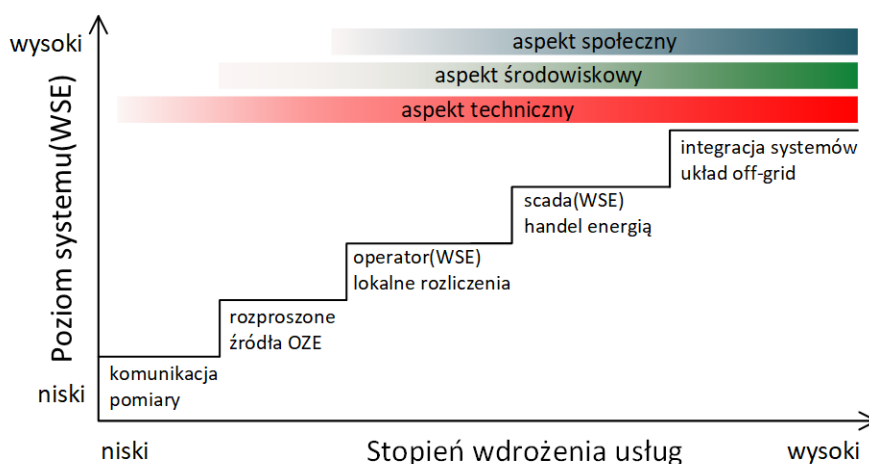 wysoki
aspekt społeczny
aspekt środowiskowy
aspekt techniczny
Poziom systemu(WSE)
integracja systemów
układ off-grid
scada(WSE)
handel energią
operator(WSE)
lokalne rozliczenia
rozproszone
źródła OZE
komunikacja
pomiary
niski
niski
Stopień wdrożenia usług
wysoki